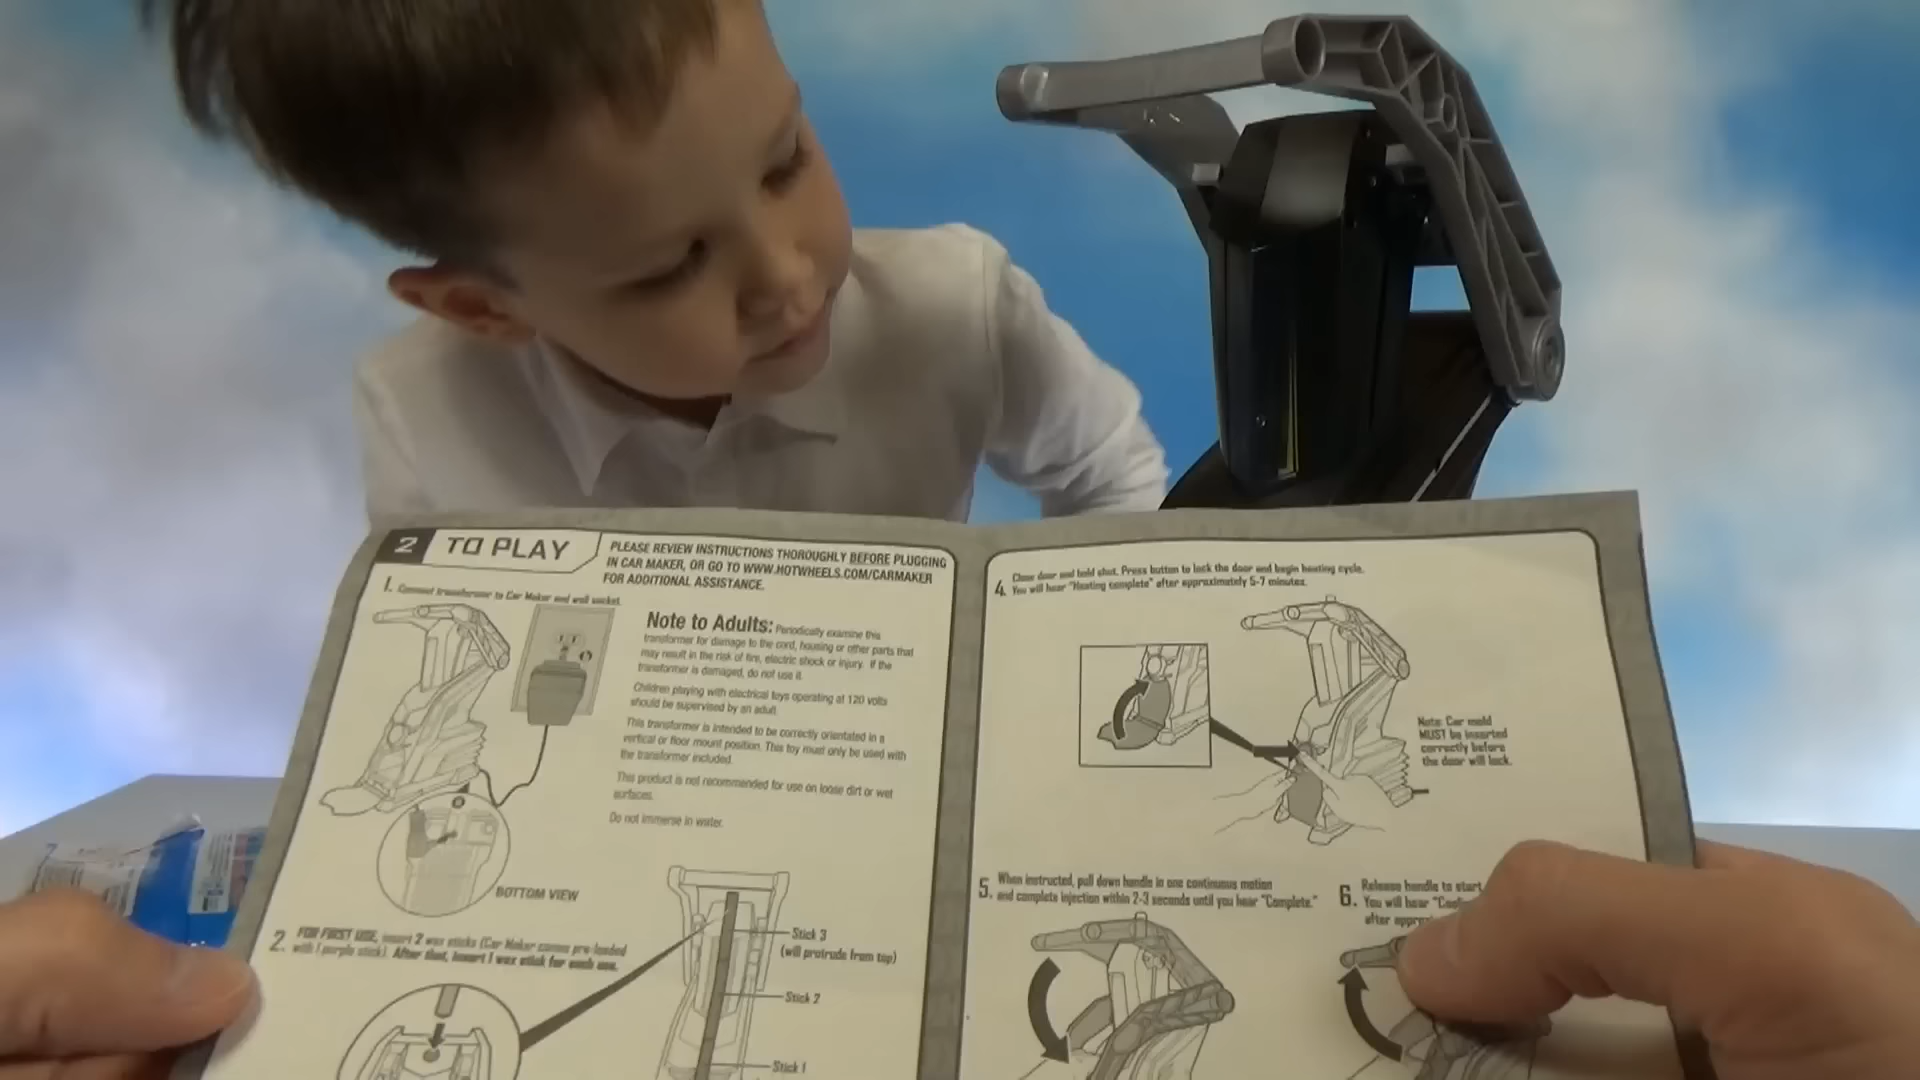 2 TO PLAY
PLEASE REVIEW INSTRUCTIONS THOROUGHLY BEFORE PLUGGING
IN CAR MAKER, OR GO TO WWW.HOTWHEELS.COM/CARMAKER
FOR ADDITIONAL ASSISTANCE.
1. Connect transformer to Car Maker and wall socket.
Note to Adults: Periodically examine this
transformer for damage to the cord, housing or other parts that
may result in the risk of fire, electric shock or injury. If the
transformer is damaged, do not use it.
Children playing with electrical toys operating at 120 volts
should be supervised by an adult.
This transformer is intended to be correctly orientated in a
vertical or floor mount position. This toy must only be used with
the transformer included.
This product is not recommended for use on loose dirt or wet
surfaces.
Do not immerse in water.
BOTTOM VIEW
2. FOR FIRST USE, insert 2 wax sticks (Car Maker comes pre-loaded
with 1 purple stick). After that, insert 1 wax stick for each use.
Stick 3
(will protrude from top)
Stick 2
Stick 1
4. Close door and hold shut. Press button to lock the door and begin heating cycle.
You will hear "Heating complete" after approximately 5-7 minutes.
Note: Car mold
MUST be inserted
correctly before
the door will lock.
5. When instructed, pull down handle in one continuous motion
and complete injection within 2-3 seconds until you hear "Complete."
6. Release handle to start
You will hear
after